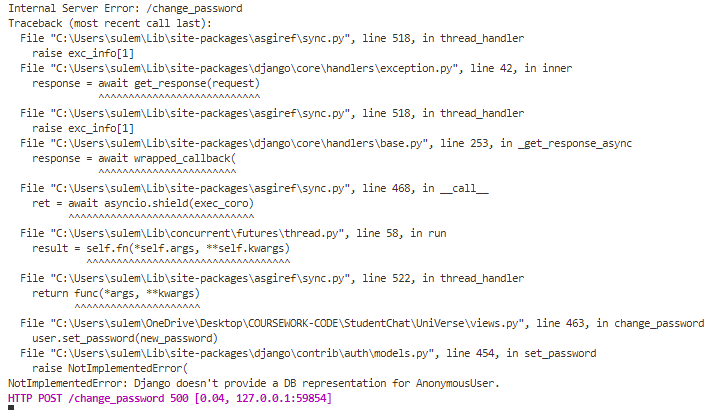 Internal Server Error: /change_password
Traceback (most recent call last):
  File "C:\Users\sulem\Lib\site-packages\asgiref\sync.py", line 518, in thread_handler
    raise exc_info[1]
  File "C:\Users\sulem\Lib\site-packages\django\core\handlers\exception.py", line 42, in inner
    response = await get_response(request)
               ^^^^^^^^^^^^^^^^^^^^^^^^^^^
  File "C:\Users\sulem\Lib\site-packages\asgiref\sync.py", line 518, in thread_handler
    raise exc_info[1]
  File "C:\Users\sulem\Lib\site-packages\django\core\handlers\base.py", line 253, in _get_response_async
    response = await wrapped_callback(
               ^^^^^^^^^^^^^^^^^^^^^^^
  File "C:\Users\sulem\Lib\site-packages\asgiref\sync.py", line 468, in __call__
    ret = await asyncio.shield(exec_coro)
          ^^^^^^^^^^^^^^^^^^^^^^^^^^^^^^^
  File "C:\Users\sulem\Lib\concurrent\futures\thread.py", line 58, in run
    result = self.fn(*self.args, **self.kwargs)
             ^^^^^^^^^^^^^^^^^^^^^^^^^^^^^^^^^^
  File "C:\Users\sulem\Lib\site-packages\asgiref\sync.py", line 522, in thread_handler
    return func(*args, **kwargs)
           ^^^^^^^^^^^^^^^^^^^^^
  File "C:\Users\sulem\OneDrive\Desktop\COURSEWORK-CODE\StudentChat\UniVerse\views.py", line 463, in change_password
    user.set_password(new_password)
  File "C:\Users\sulem\Lib\site-packages\django\contrib\auth\models.py", line 454, in set_password
    raise NotImplementedError(
NotImplementedError: Django doesn't provide a DB representation for AnonymousUser.
HTTP POST /change_password 500 [0.04, 127.0.0.1:59854]